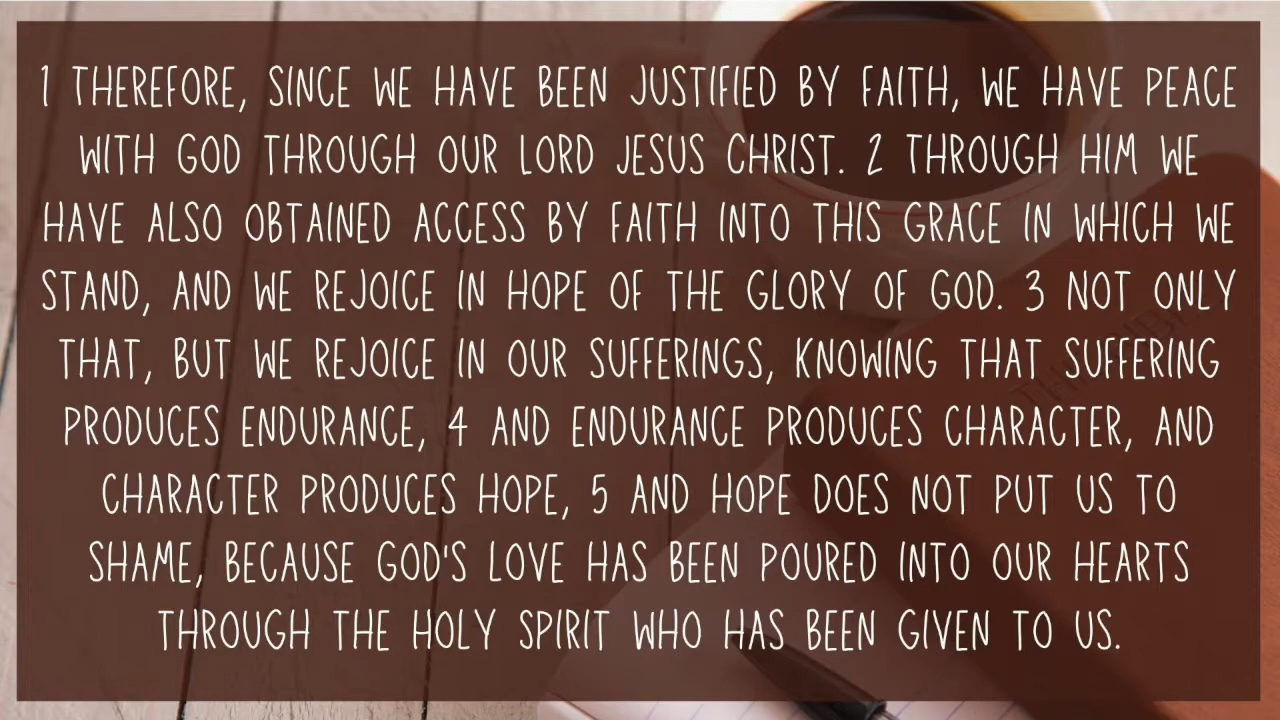 1 THEREFORE, SINCE WE HAVE BEEN JUSTIFIED BY FAITH, WE HAVE PEACE
WITH GOD THROUGH OUR LORD JESUS CHRIST. 2 THROUGH HIM WE
HAVE ALSO OBTAINED ACCESS BY FAITH INTO THIS GRACE IN WHICH WE
STAND, AND WE REJOICE IN HOPE OF THE GLORY OF GOD. 3 NOT ONLY
THAT, BUT WE REJOICE IN OUR SUFFERINGS, KNOWING THAT SUFFERING
PRODUCES ENDURANCE, 4 AND ENDURANCE PRODUCES CHARACTER, AND
CHARACTER PRODUCES HOPE, 5 AND HOPE DOES NOT PUT US TO
SHAME, BECAUSE GOD'S LOVE HAS BEEN POURED INTO OUR HEARTS
THROUGH THE HOLY SPIRIT WHO HAS BEEN GIVEN TO US.